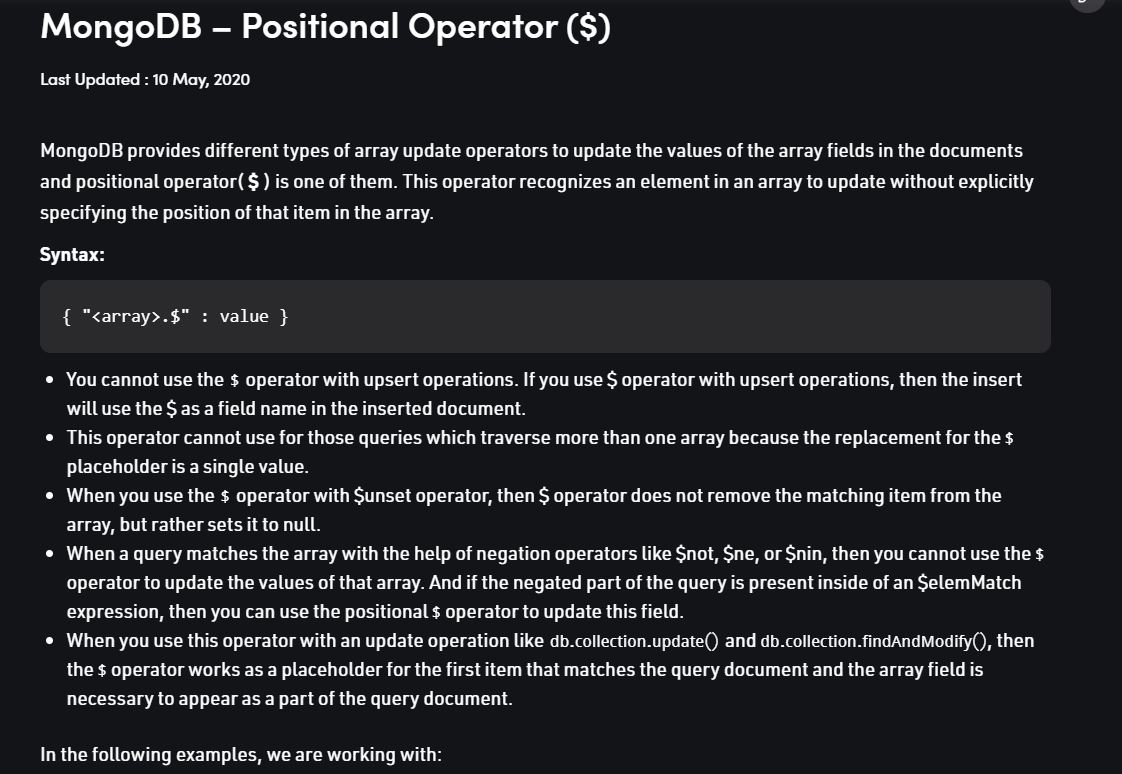 MongoDB – Positional Operator ($)
Last Updated : 10 May, 2020
MongoDB provides different types of array update operators to update the values of the array fields in the documents
and positional operator( $ ) is one of them. This operator recognizes an element in an array to update without explicitly
specifying the position of that item in the array.
Syntax:
{ "<array>.$" : value }
• You cannot use the $ operator with upsert operations. If you use $ operator with upsert operations, then the insert
will use the $ as a field name in the inserted document.
• This operator cannot use for those queries which traverse more than one array because the replacement for the $
placeholder is a single value.
• When you use the $ operator with $unset operator, then $ operator does not remove the matching item from the
array, but rather sets it to null.
• When a query matches the array with the help of negation operators like $not, $ne, or $nin, then you cannot use the $
operator to update the values of that array. And if the negated part of the query is present inside of an $elemMatch
expression, then you can use the positional $ operator to update this field.
• When you use this operator with an update operation like db.collection.update() and db.collection.findAndModify(), then
the $ operator works as a placeholder for the first item that matches the query document and the array field is
necessary to appear as a part of the query document.
In the following examples, we are working with: